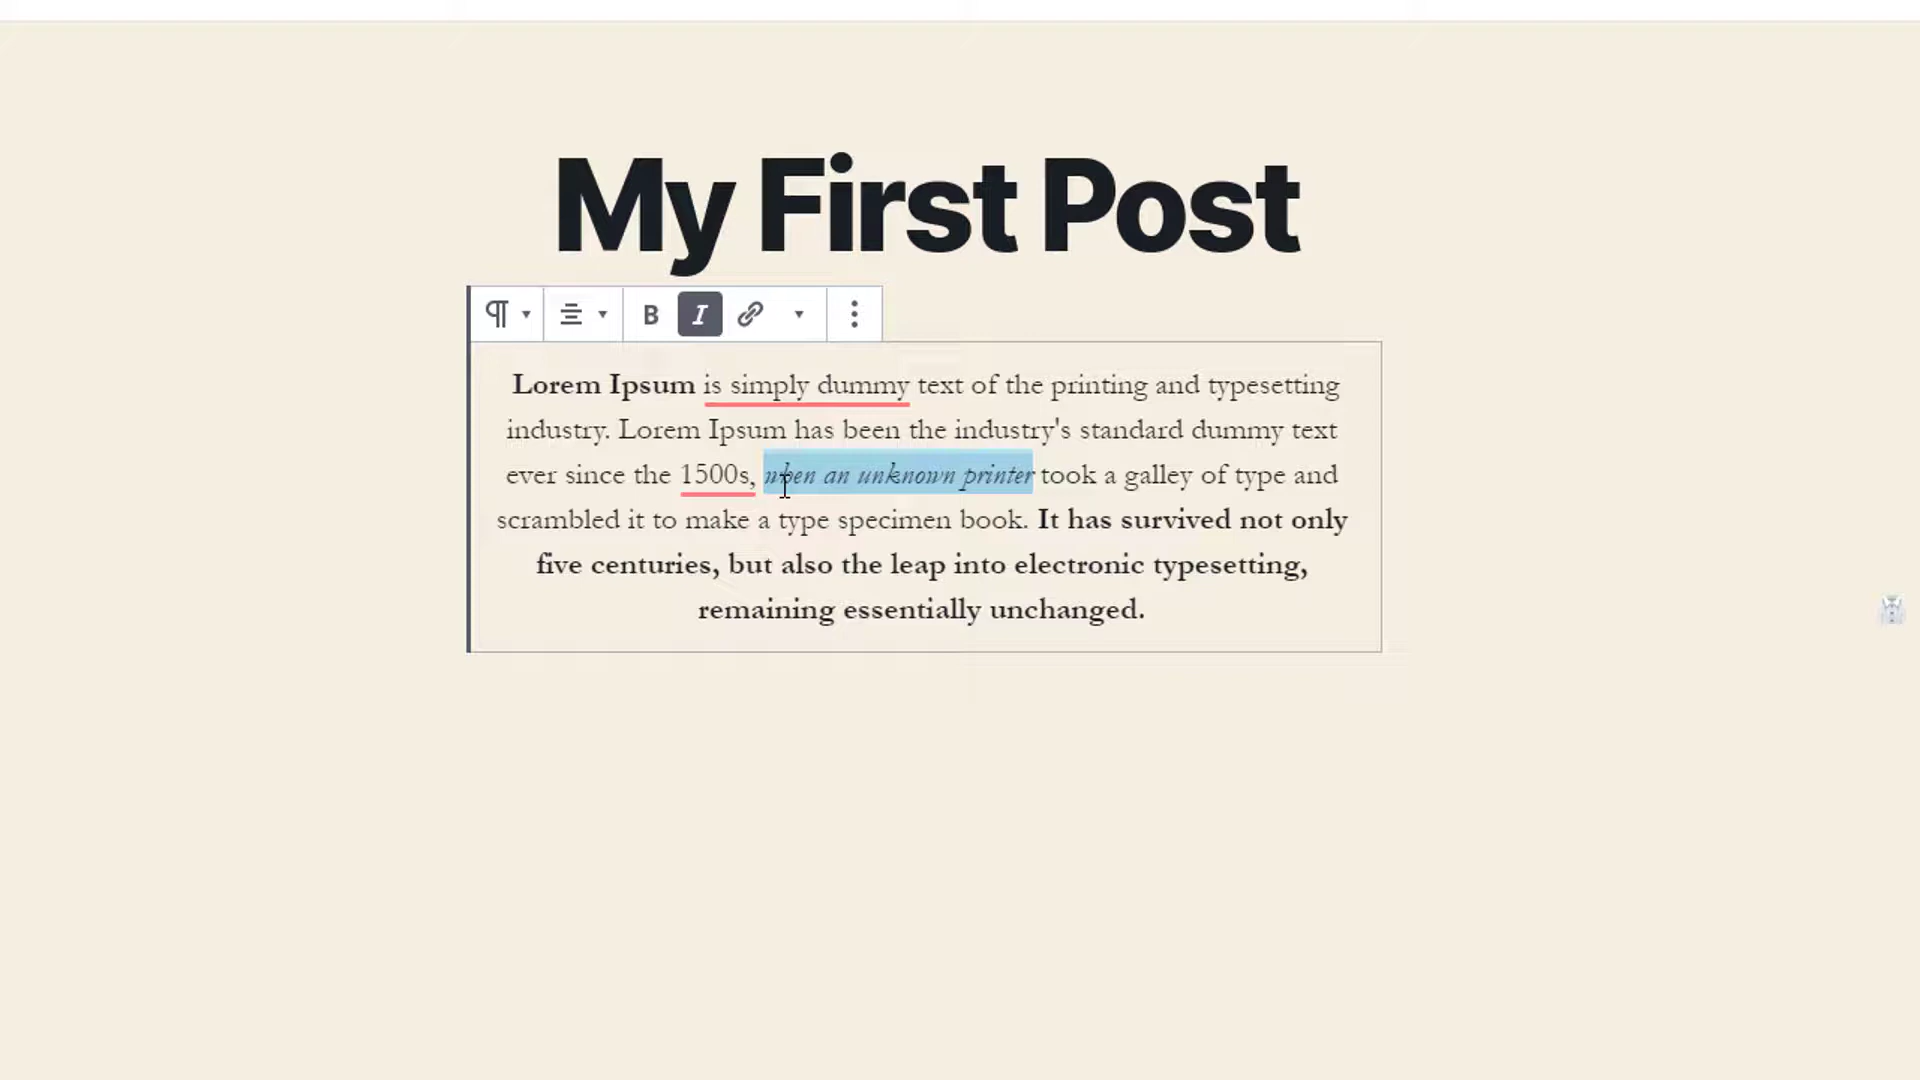 My First Post
B I
Lorem Ipsum is simply dummy text of the printing and typesetting
industry. Lorem Ipsum has been the industry's standard dummy text
ever since the 1500s, when an unknown printer took a galley of type and
scrambled it to make a type specimen book. It has survived not only
five centuries, but also the leap into electronic typesetting,
remaining essentially unchanged.